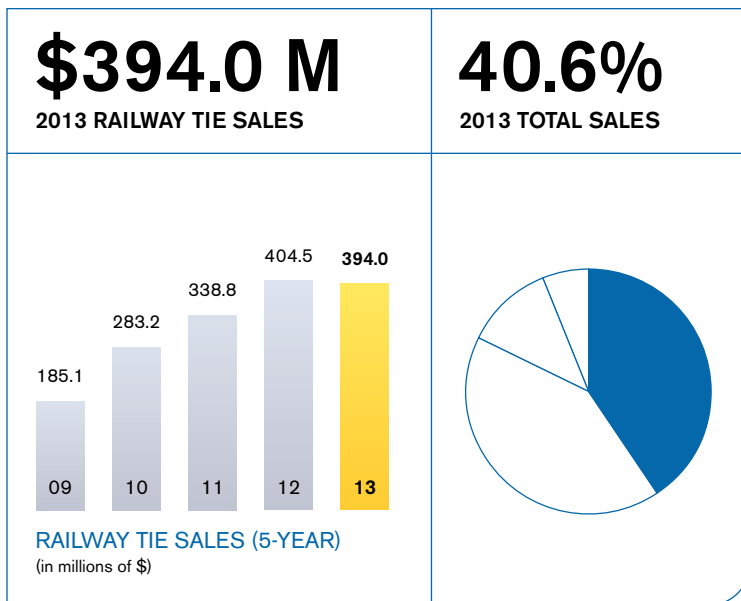 $394.0 M
2013 RAILWAY TIE SALES
40.6%
2013 TOTAL SALES
185.1
283.2
338.8
404.5
394.0
09
10
11
12
13
RAILWAY TIE SALES (5-YEAR)
(in millions of $)